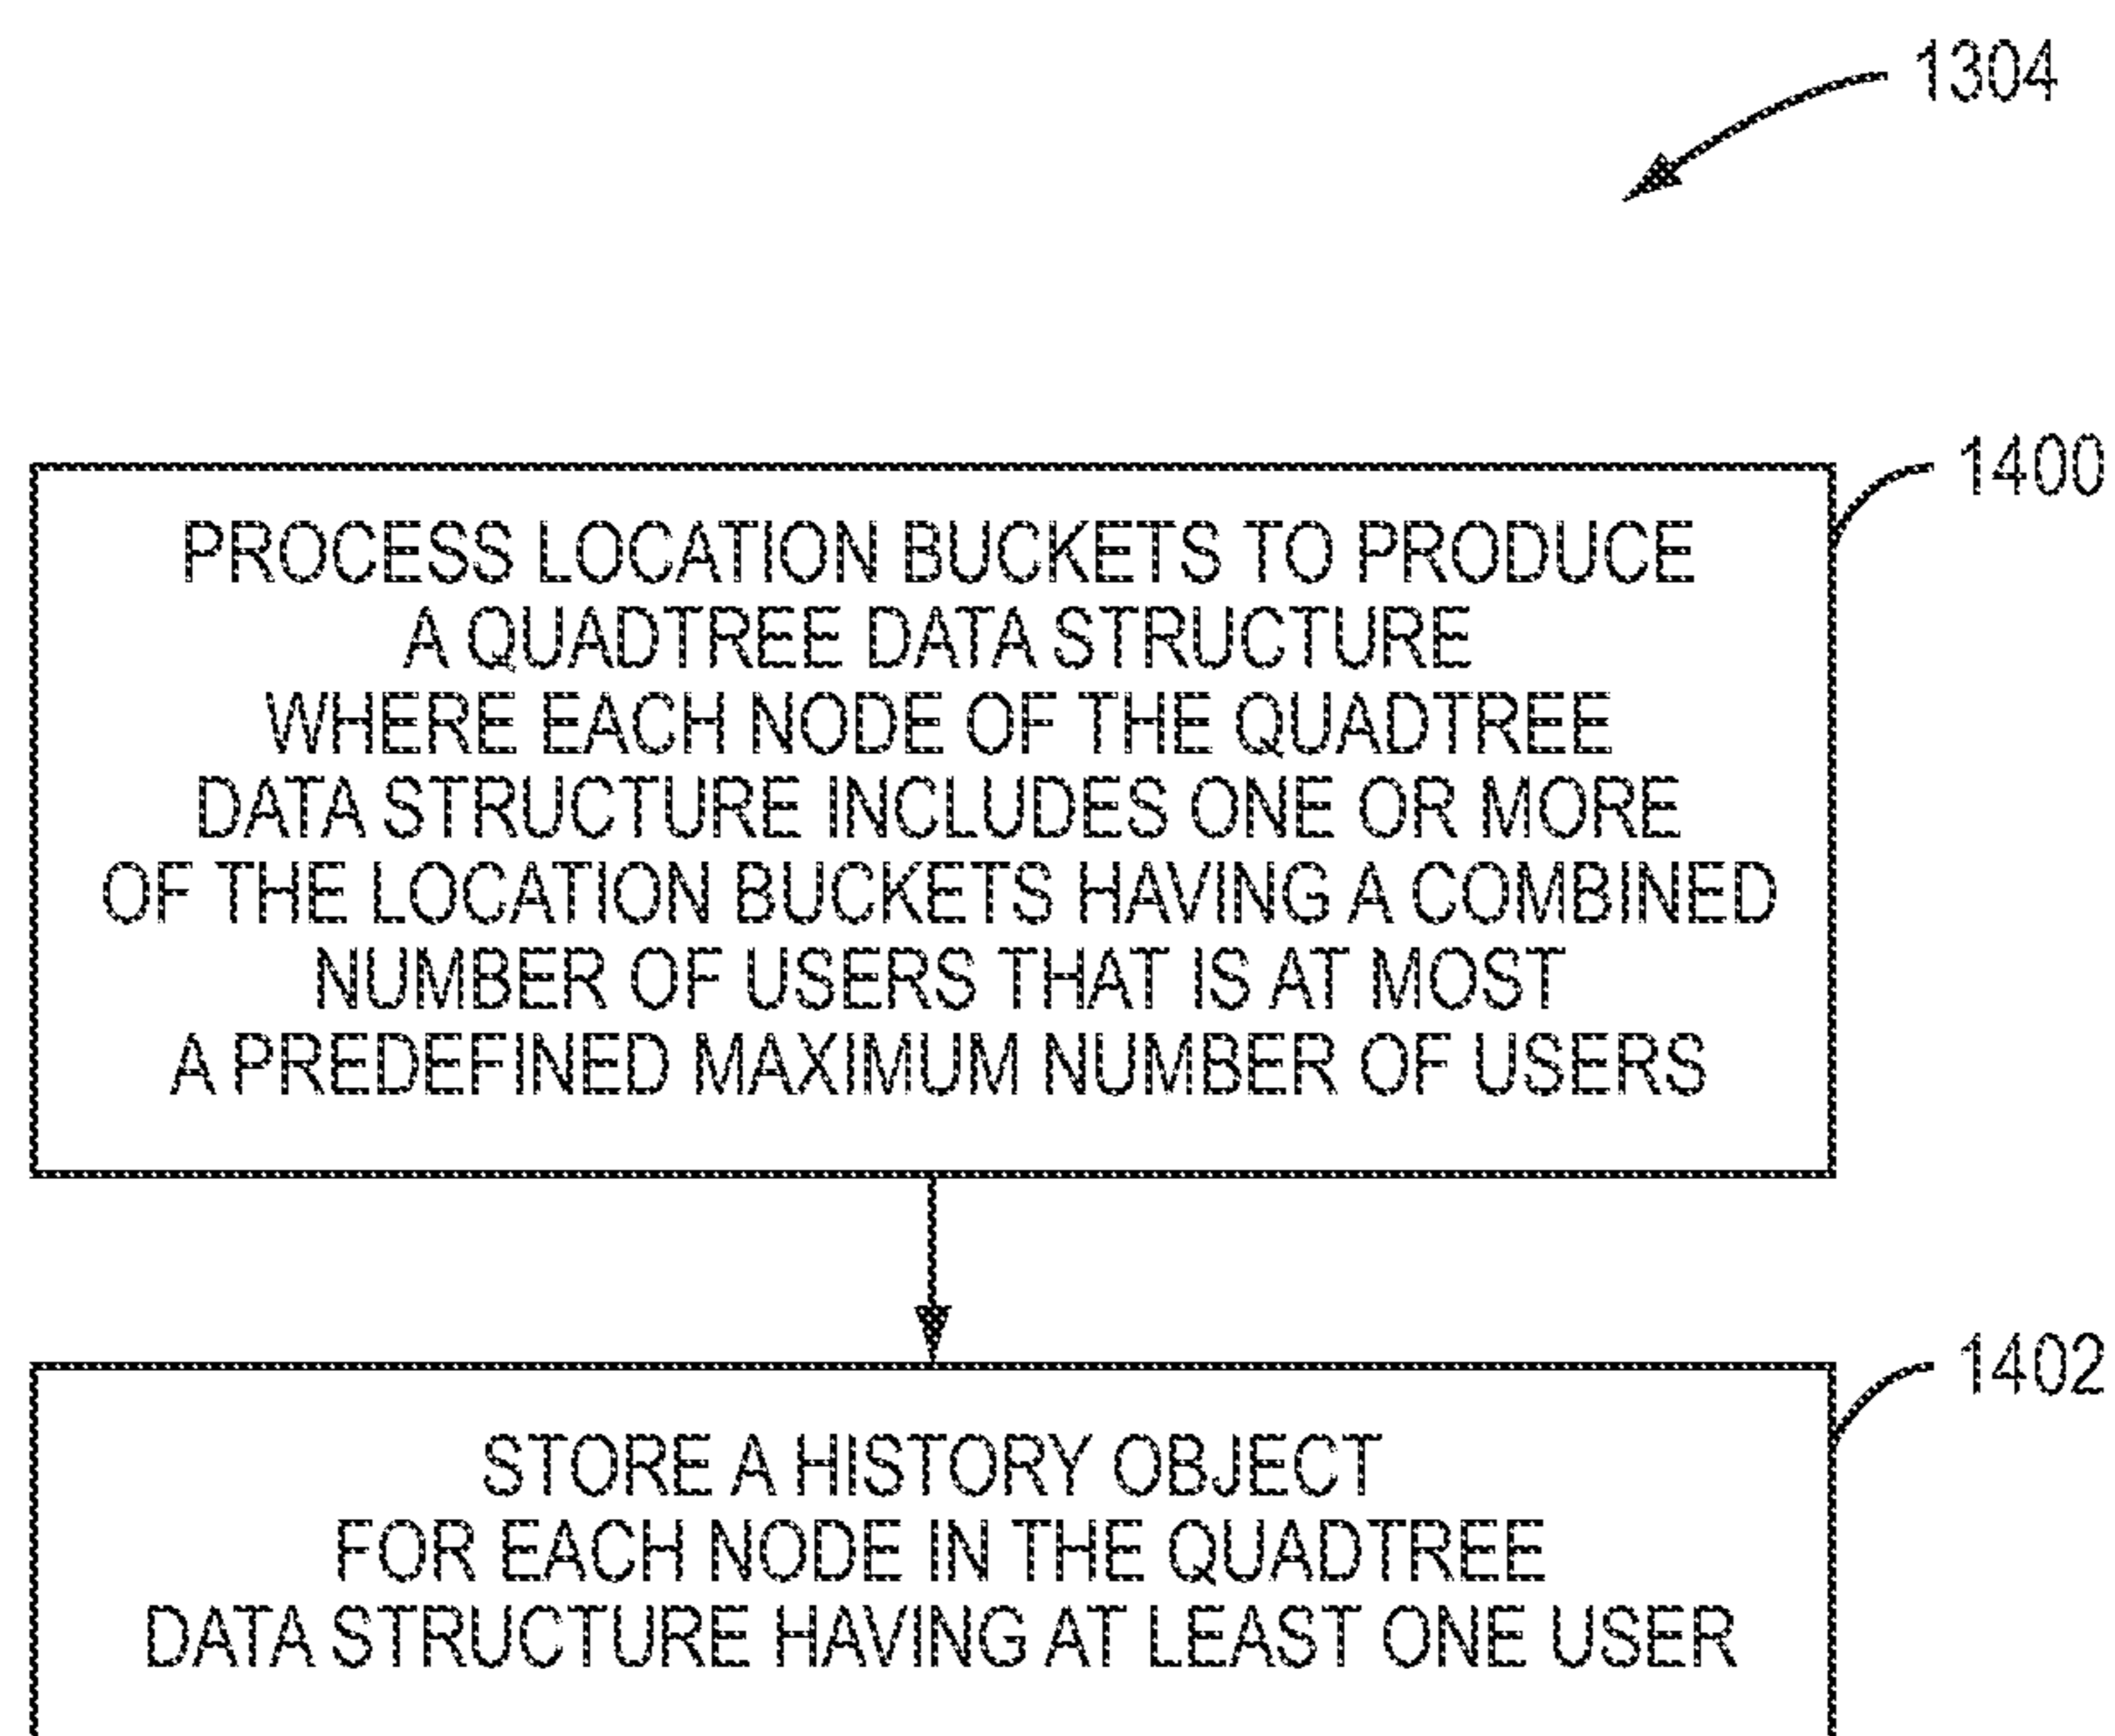 1304
1400
PROCESS LOCATION BUCKETS TO PRODUCE
A QUADTREE DATA STRUCTURE
WHERE EACH NODE OF THE QUADTREE
DATA STRUCTURE INCLUDES ONE OR MORE
OF THE LOCATION BUCKETS HAVING A COMBINED
NUMBER OF USERS THAT IS AT MOST
A PREDEFINED MAXIMUM NUMBER OF USERS
1402
STORE A HISTORY OBJECT
FOR EACH NODE IN THE QUADTREE
DATA STRUCTURE HAVING AT LEAST ONE USER